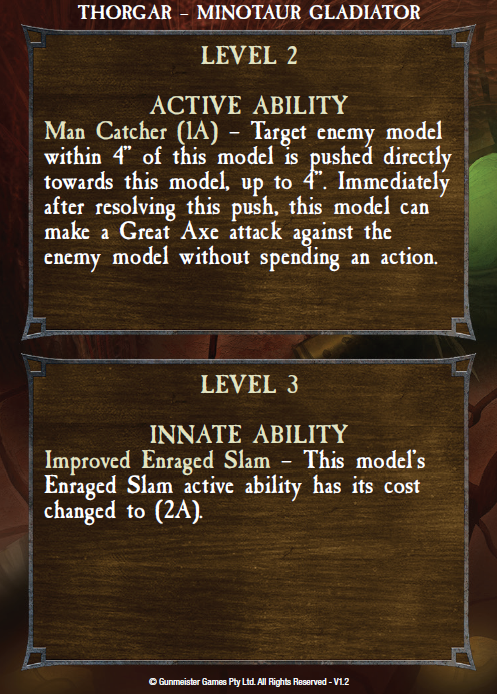 THORGAR – MINOTAUR GLADIATOR
LEVEL 2
ACTIVE ABILITY
Man Catcher (1A) – Target enemy model
within 4” of this model is pushed directly
towards this model, up to 4”. Immediately
after resolving this push, this model can
make a Great Axe attack against the
enemy model without spending an action.
LEVEL 3
INNATE ABILITY
Improved Enraged Slam – This model's
Enraged Slam active ability has its cost
changed to (2A).
© Gunmeister Games Pty Ltd. All Rights Reserved - V1.2